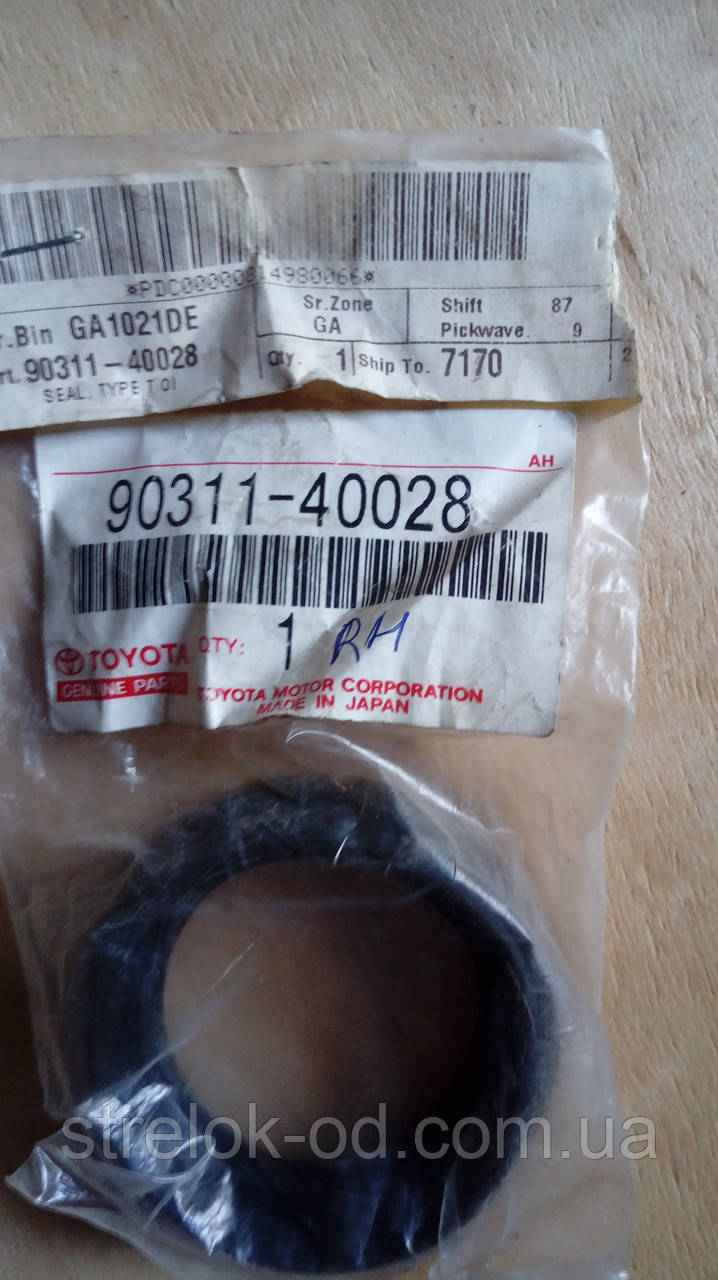 *PDC00000814980066*
r.Bin GA1021DE
Sr.Zone
GA
Shift 87
Pickwave. 9
rt. 90311-40028
Qty. 1
Ship To. 7170
2
SEAL. TYPE T OI
AH
90311-40028
TOYOTA QTY: 1 RH
GENUINE PARTS
TOYOTA MOTOR CORPORATION
MADE IN JAPAN
strelok-od.com.ua